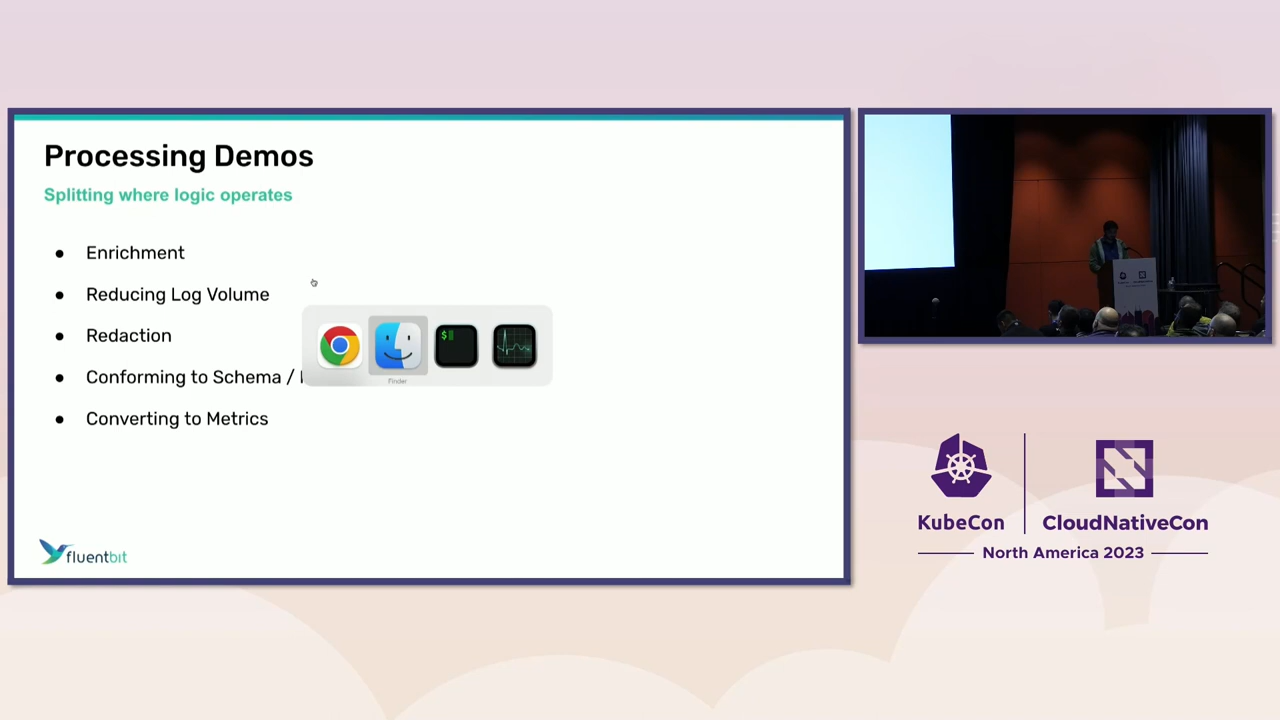 Processing Demos
Splitting where logic operates
● Enrichment
● Reducing Log Volume
● Redaction
● Conforming to Schema /
● Converting to Metrics
Finder
$
fluentbit
KubeCon
CloudNativeCon
North America 2023